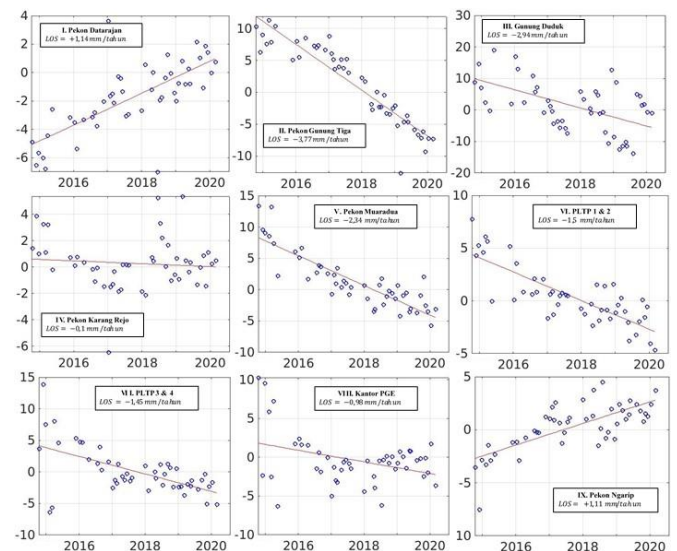 4
2
0
-2
-4
-6
I. Pekon Datarajan
LOS = +1,14 mm/tahun
2016 2018 2020
10
5
0
-5
-10
II. Pekon Gunung Tiga
LOS = −3,77 mm/tahun
2016 2018 2020
30
20
10
0
-10
-20
III. Gunung Duduk
LOS = −2,94 mm/tahun
2016 2018 2020
6
4
2
0
-2
-4
-6
IV. Pekon Karang Rejo
LOS = −0,1 mm/tahun
2016 2018 2020
15
10
5
0
-5
-10
V. Pekon Muaradua
LOS = −2,34 mm/tahun
2016 2018 2020
10
5
0
-5
VI. PLTP 1 & 2
LOS = −1,5 mm/tahun
2016 2018 2020
15
10
5
0
-5
-10
VII. PLTP 3 & 4
LOS = −1,45 mm/tahun
2016 2018 2020
10
5
0
-5
-10
VIII. Kantor PGE
LOS = −0,98 mm/tahun
2016 2018 2020
5
0
-5
10
IX. Pekon Ngarip
LOS = +1,11 mm/tahun
2016 2018 2020